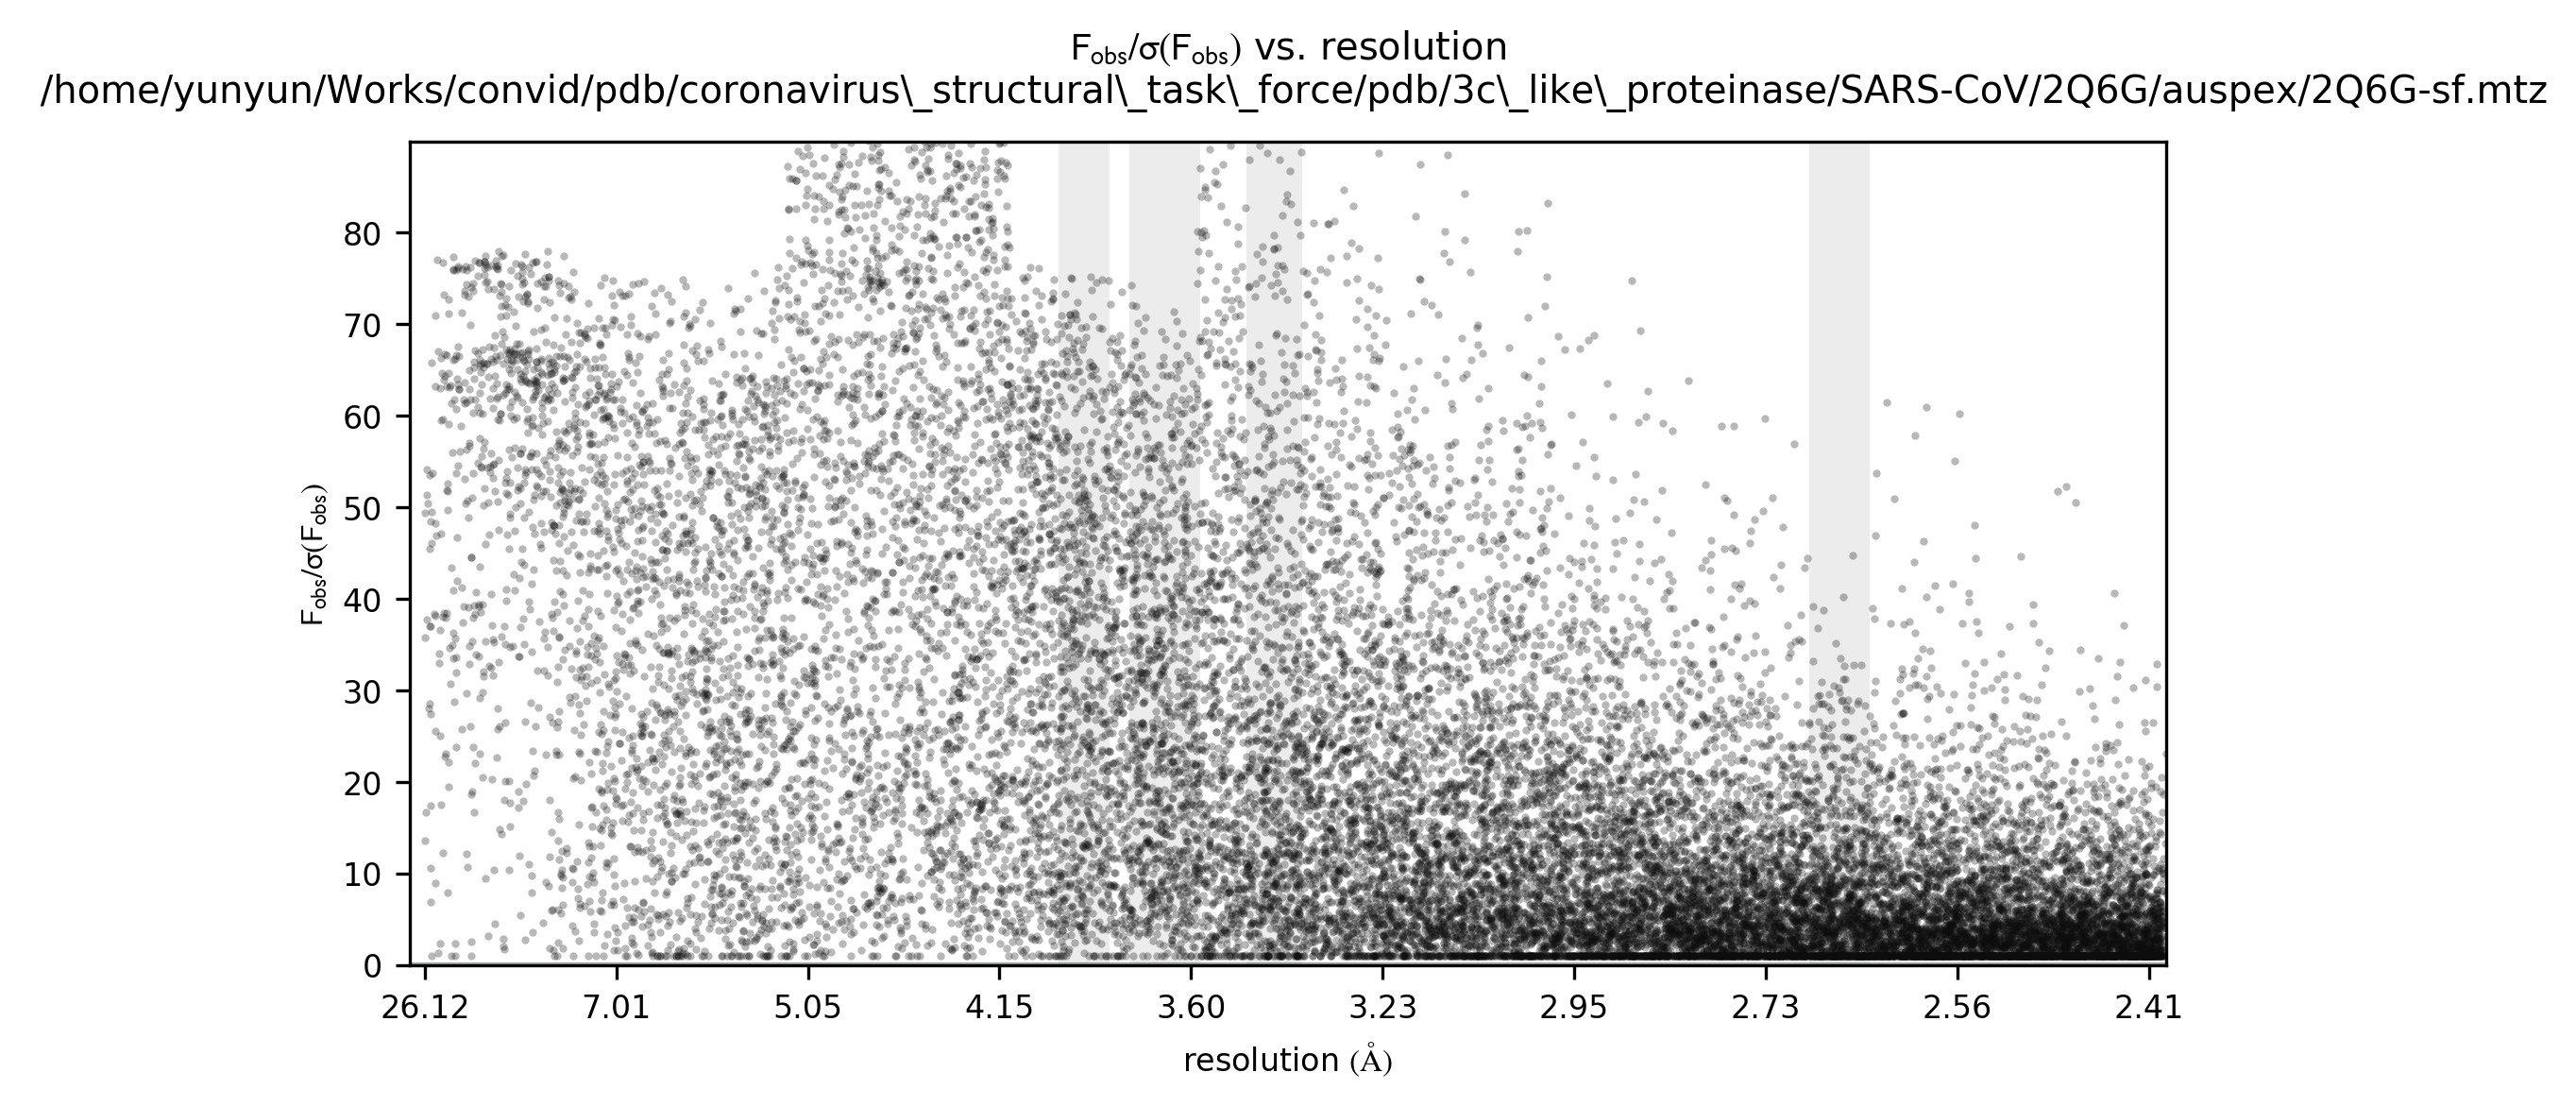 Fobs/σ(Fobs) vs. resolution
/home/yunyun/Works/convid/pdb/coronavirus\_structural\_task\_force/pdb/3c\_like\_proteinase/SARS-CoV/2Q6G/auspex/2Q6G-sf.mtz
Fobs/σ(Fobs)
80
70
60
50
40
30
20
10
0
26.12 7.01 5.05 4.15 3.60 3.23 2.95 2.73 2.56 2.41
resolution (Å)